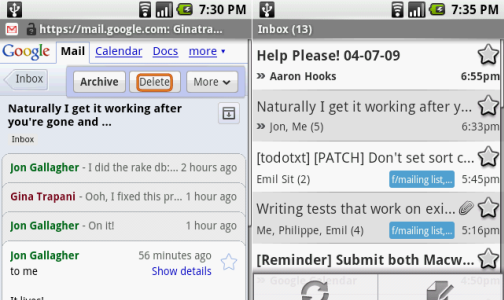 7:30 PM
https://mail.google.com: Ginatra...
Google Mail Calendar Docs more
Inbox Archive Delete More
Naturally I get it working after
you're gone and ...
Inbox
Jon Gallagher - I did the rake db:... 2 hours ago
Gina Trapani - Ooh, I fixed this pr... 1 hour ago
Jon Gallagher - On It! 1 hour ago
Jon Gallagher 56 minutes ago
to me Show details
It lives!
7:35 PM
Inbox (13)
Help Please! 04-07-09
» Aaron Hooks 6:55pm
Naturally I get it working after y...
» Jon, Me (5) 6:33pm
[todotxt] [PATCH] Don't set sort c...
Emil Sit (2) f/mailing list,... 5:45pm
Writing tests that work on exi...
Me, Philippe, Emil (4) f/mailing list,... 5:16pm
[Reminder] Submit both Macw...
» Google Calendar 4:50pm